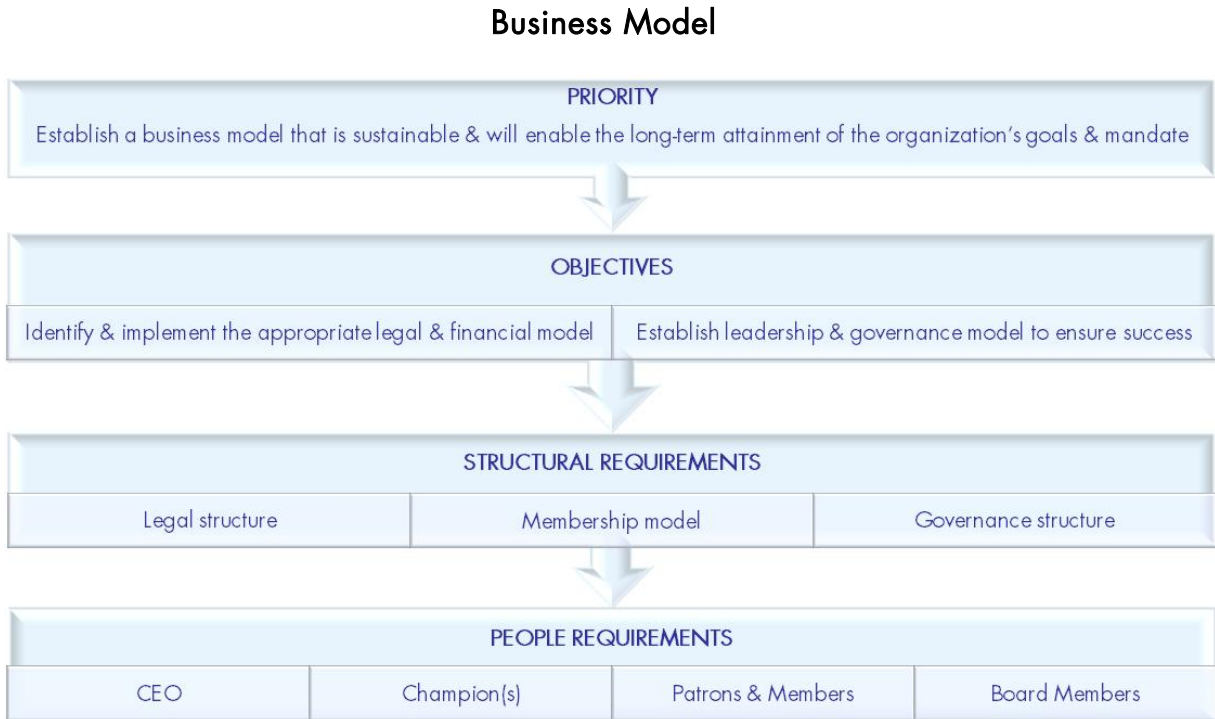 Business Model
PRIORITY
Establish a business model that is sustainable & will enable the long-term attainment of the organization's goals & mandate
OBJECTIVES
Identify & implement the appropriate legal & financial model
Establish leadership & governance model to ensure success
STRUCTURAL REQUIREMENTS
Legal structure
Membership model
Governance structure
PEOPLE REQUIREMENTS
CEO
Champion(s)
Patrons & Members
Board Members